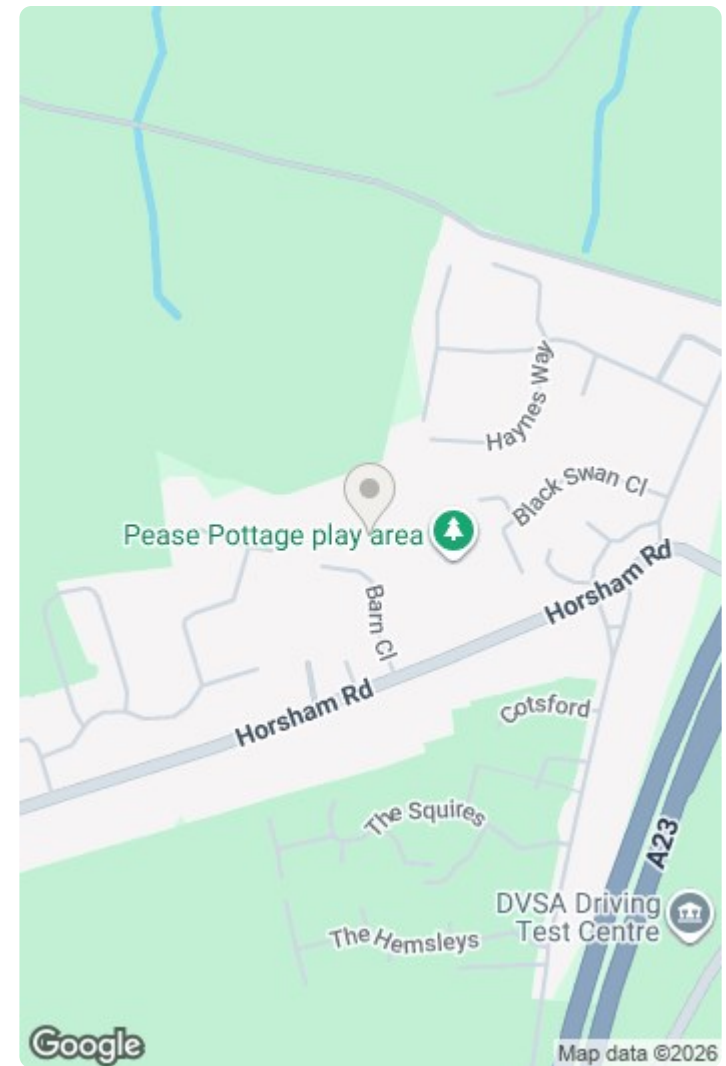 Haynes Way
Black Swan Cl
Pease Pottage play area
Horsham Rd
Barn Cl
Horsham Rd
Cotsford
The Squires
A23
DVSA Driving
Test Centre
The Hemsleys
Google
Map data ©2026